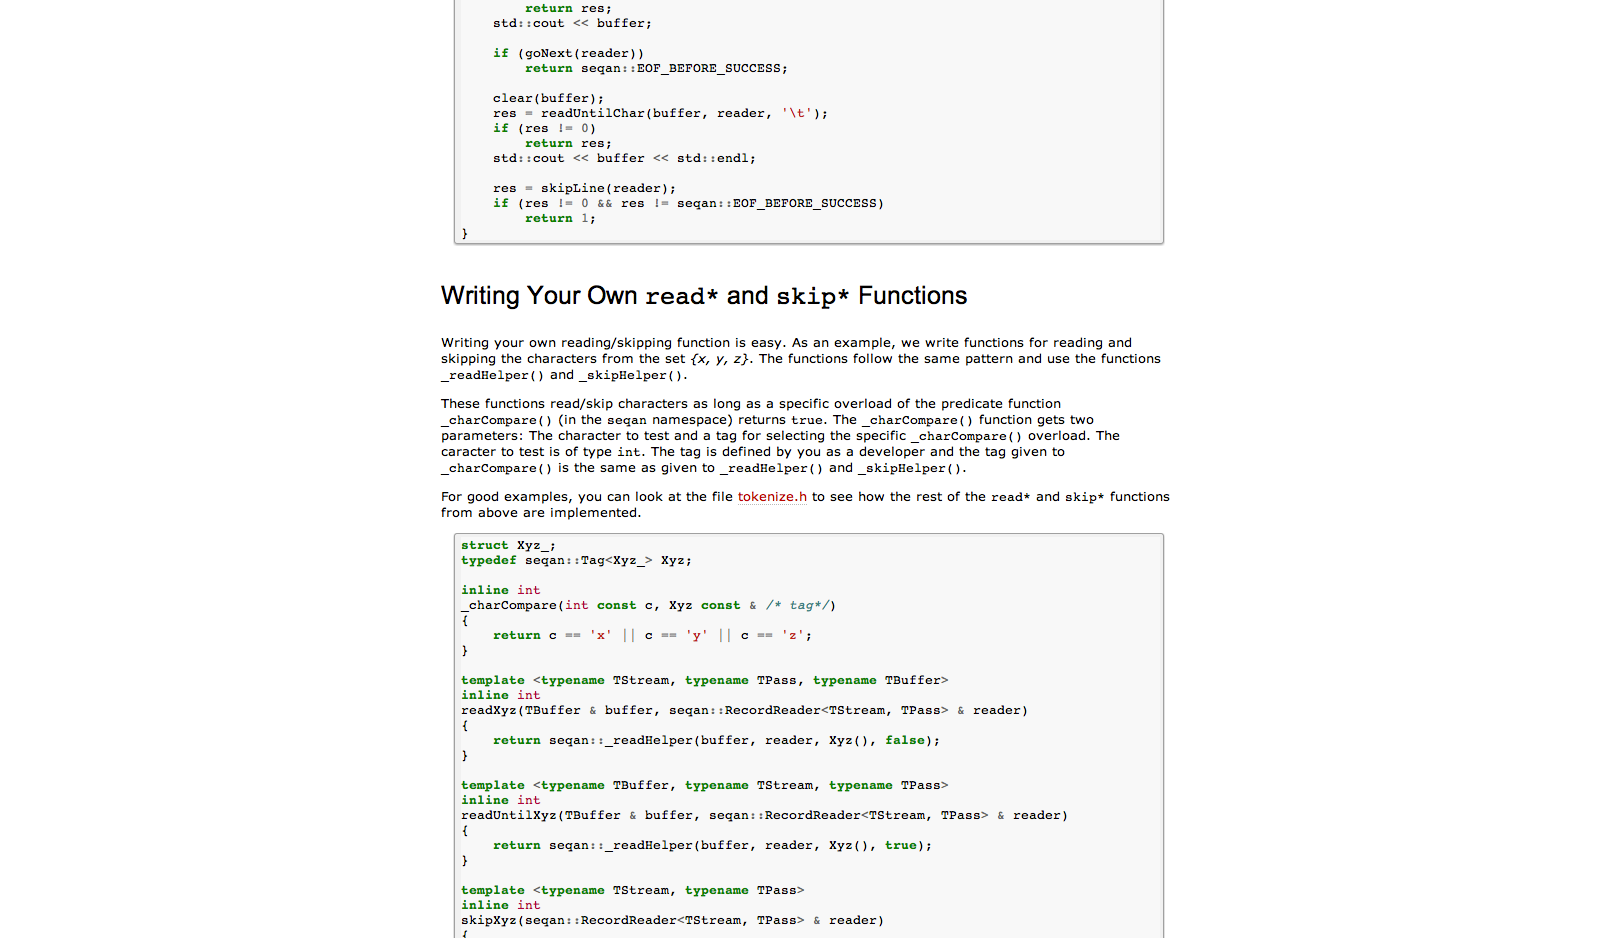 return res;
    std::cout << buffer;
    if (goNext(reader))
        return seqan::EOF_BEFORE_SUCCESS;
    clear(buffer);
    res = readUntilChar(buffer, reader, '\t');
    if (res != 0)
        return res;
    std::cout << buffer << std::endl;
    res = skipLine(reader);
    if (res != 0 && res != seqan::EOF_BEFORE_SUCCESS)
        return 1;
}
Writing Your Own read* and skip* Functions
Writing your own reading/skipping function is easy. As an example, we write functions for reading and
skipping the characters from the set {x, y, z}. The functions follow the same pattern and use the functions
_readHelper() and _skipHelper().
These functions read/skip characters as long as a specific overload of the predicate function
_charCompare() (in the seqan namespace) returns true. The _charCompare() function gets two
parameters: The character to test and a tag for selecting the specific _charCompare() overload. The
caracter to test is of type int. The tag is defined by you as a developer and the tag given to
_charCompare() is the same as given to _readHelper() and _skipHelper().
For good examples, you can look at the file tokenize.h to see how the rest of the read* and skip* functions
from above are implemented.
struct Xyz_;
typedef seqan::Tag<Xyz_> Xyz;
inline int
_charCompare(int const c, Xyz const & /* tag*/)
{
    return c == 'x' || c == 'y' || c == 'z';
}
template <typename TStream, typename TPass, typename TBuffer>
inline int
readXyz(TBuffer & buffer, seqan::RecordReader<TStream, TPass> & reader)
{
    return seqan::_readHelper(buffer, reader, Xyz(), false);
}
template <typename TBuffer, typename TStream, typename TPass>
inline int
readUntilXyz(TBuffer & buffer, seqan::RecordReader<TStream, TPass> & reader)
{
    return seqan::_readHelper(buffer, reader, Xyz(), true);
}
template <typename TStream, typename TPass>
inline int
skipXyz(seqan::RecordReader<TStream, TPass> & reader)
{